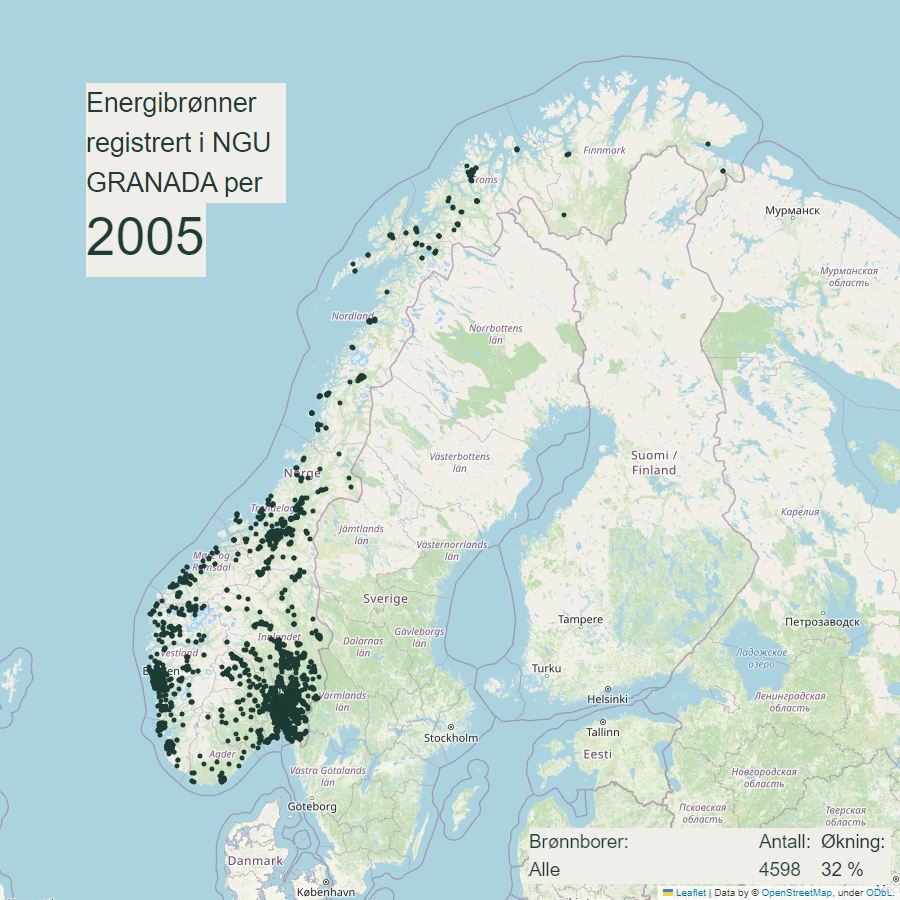 Energibrønner
registrert i NGU
GRANADA per
2005
Finnmark
Troms
Мурманск
Мурманская
область
Nordland
Norrbottens
län
Västerbottens
län
Suomi /
Finland
Norge
Trøndelag
Карелия
Jämtlands
län
Västernorrlands
län
Møre og
Romsdal
Sverige
Tampere
Петрозаводск
Gävleborgs
län
Innlandet
Dalarnas
län
Vestland
Ладожское
озеро
Bergen
Turku
Värmlands
län
Helsinki
Ленинградская
область
Stockholm
Tallinn
Eesti
Agder
Västra Götalands
län
Новгородская
область
Göteborg
Псковская
область
Тверская
область
Danmark
København
Brønnborer: Antall: Økning:
Alle 4598 32 %
Leaflet | Data by © OpenStreetMap, under ODbL.